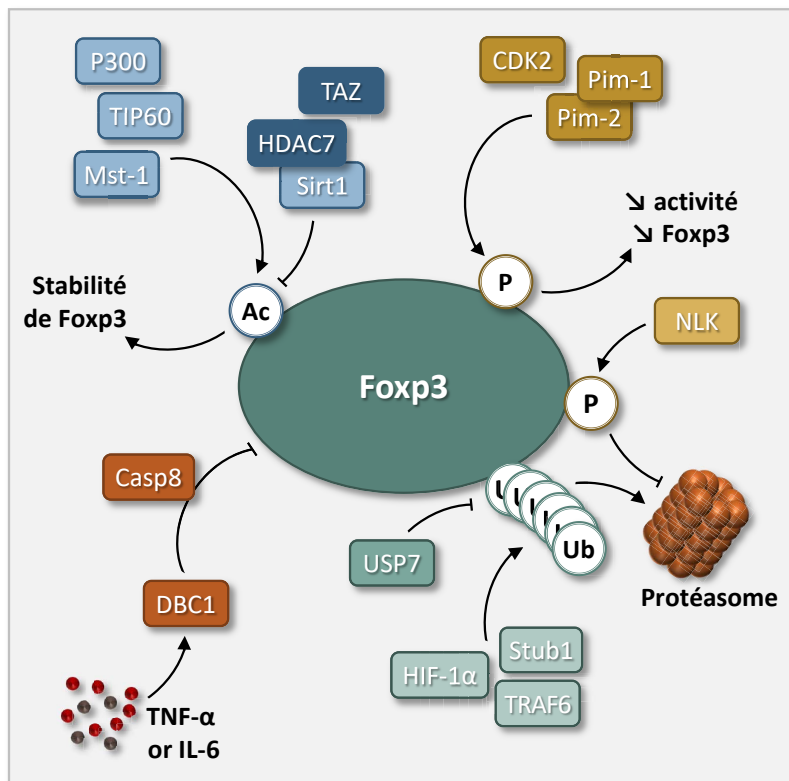 P300
TIP60
Mst-1
TAZ
HDAC7
Sirt1
CDK2
Pim-1
Pim-2
↘ activité
↘ Foxp3
Stabilité
de Foxp3
Ac
P
NLK
Foxp3
P
Casp8
USP7
Ub
DBC1
Protéasome
HIF-1α
Stub1
TRAF6
TNF-α
or IL-6